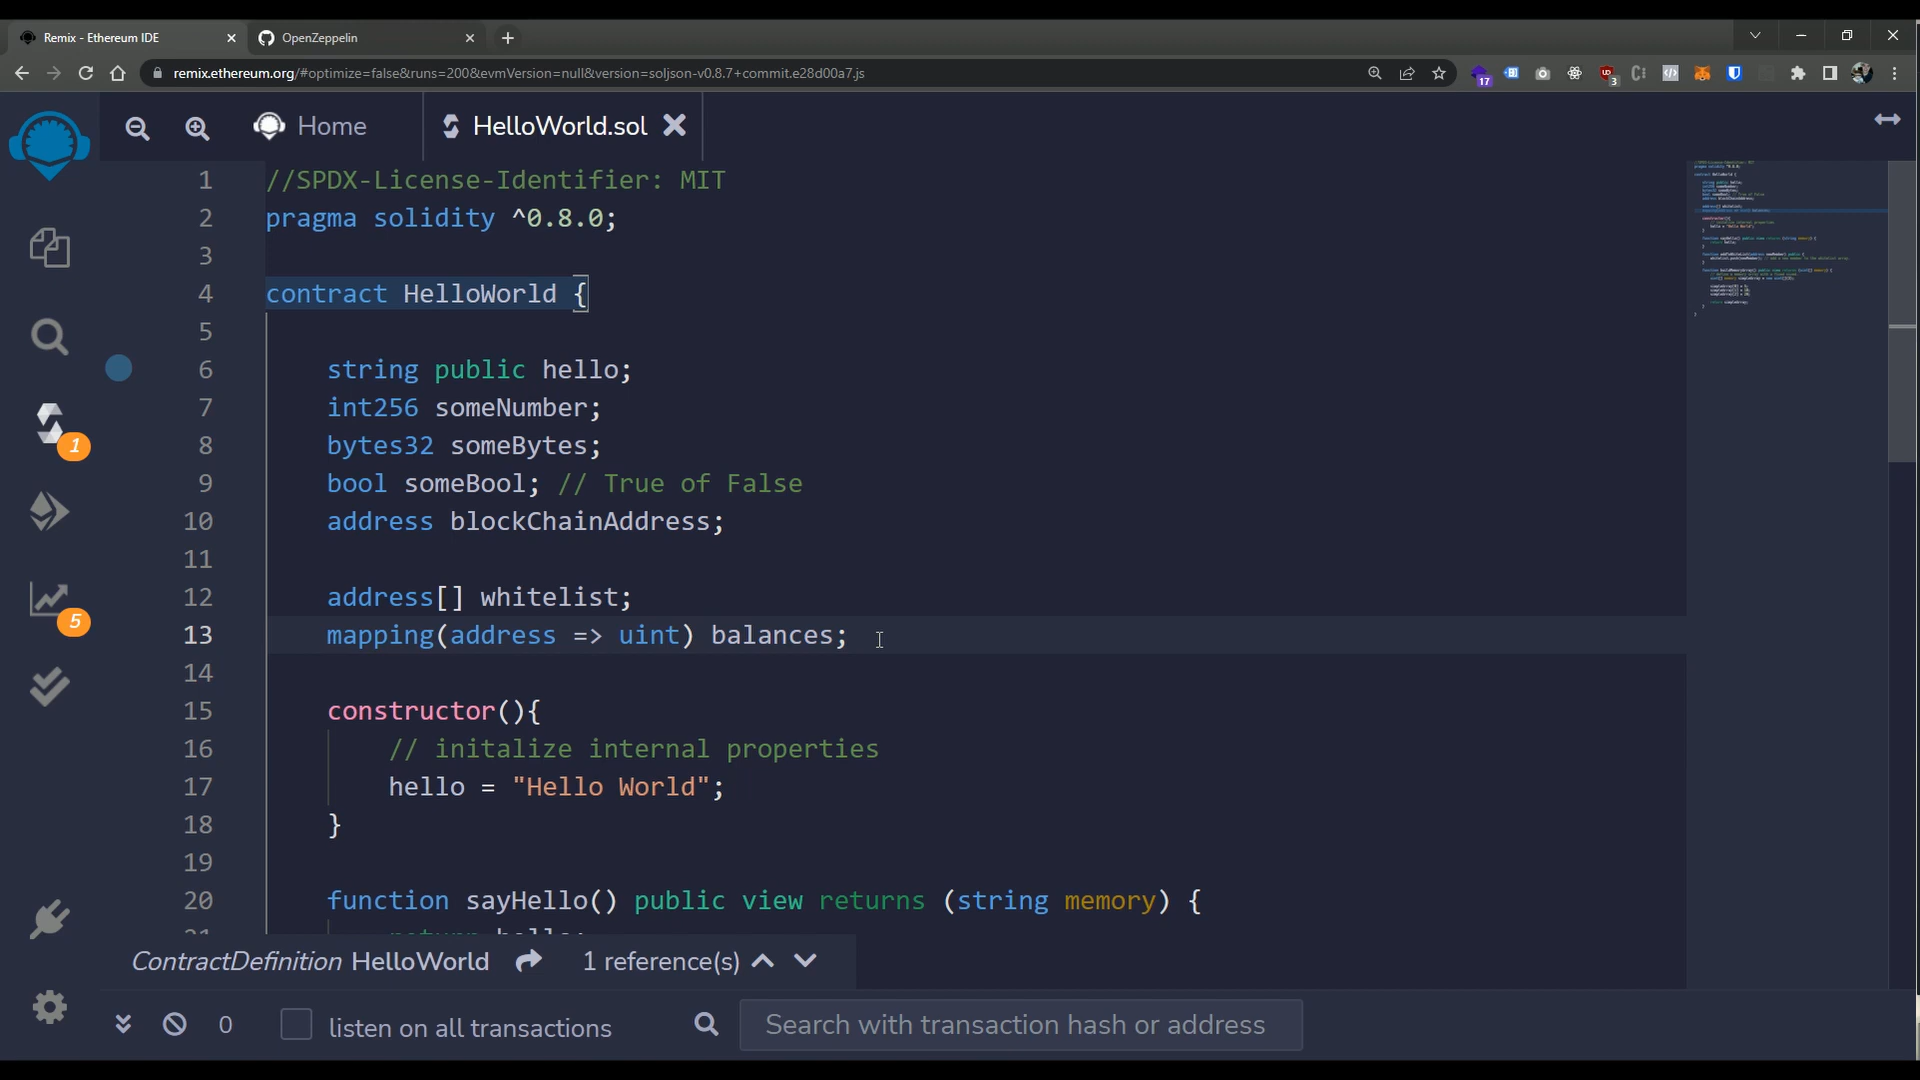 Remix - Ethereum IDE
OpenZeppelin
remix.ethereum.org/#optimize=false&runs=200&evmVersion=null&version=soljson-v0.8.7+commit.e28d00a7.js
17
3
Home
HelloWorld.sol
1 //SPDX-License-Identifier: MIT
2 pragma solidity ^0.8.0;
3
4 contract HelloWorld {
5
6 string public hello;
7 int256 someNumber;
8 bytes32 someBytes;
9 bool someBool; // True of False
10 address blockChainAddress;
11
12 address[] whitelist;
13 mapping(address => uint) balances;
14
15 constructor(){
16 // initalize internal properties
17 hello = "Hello World";
18 }
19
20 function sayHello() public view returns (string memory) {
1
5
ContractDefinition HelloWorld 1 reference(s)
0 listen on all transactions Search with transaction hash or address